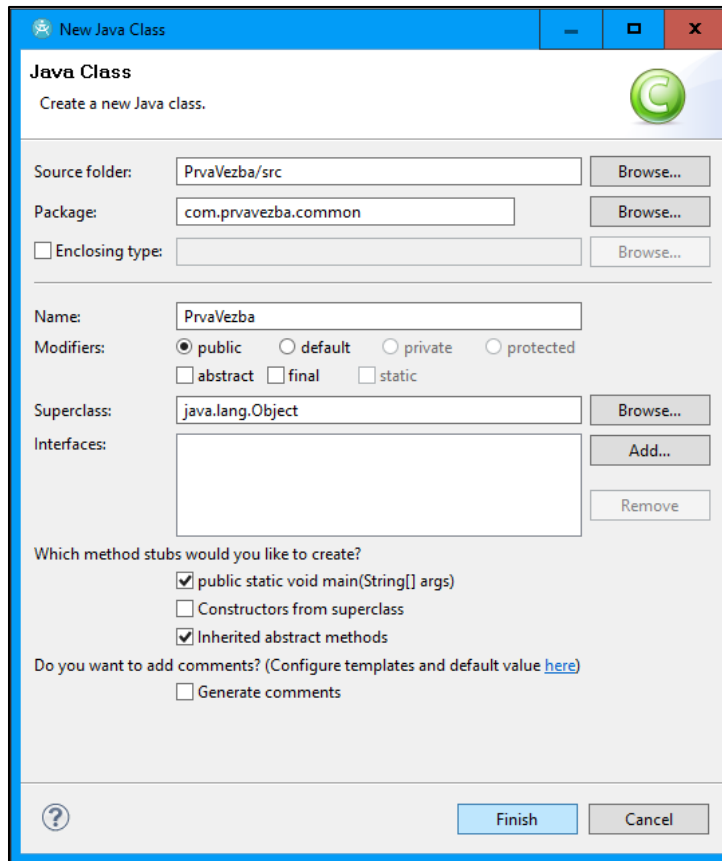 New Java Class
Java Class
Create a new Java class.
Source folder: PrvaVezba/src Browse...
Package: com.prvavezba.common Browse...
Enclosing type: Browse...
Name: PrvaVezba
Modifiers: public default private protected
abstract final static
Superclass: java.lang.Object Browse...
Interfaces: Add...
Remove
Which method stubs would you like to create?
public static void main(String[] args)
Constructors from superclass
Inherited abstract methods
Do you want to add comments? (Configure templates and default value here)
Generate comments
? Finish Cancel